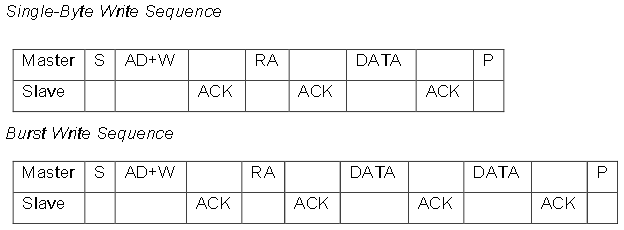 Single-Byte Write Sequence
Master S AD+W RA DATA P
Slave ACK ACK ACK
Burst Write Sequence
Master S AD+W RA DATA DATA P
Slave ACK ACK ACK ACK